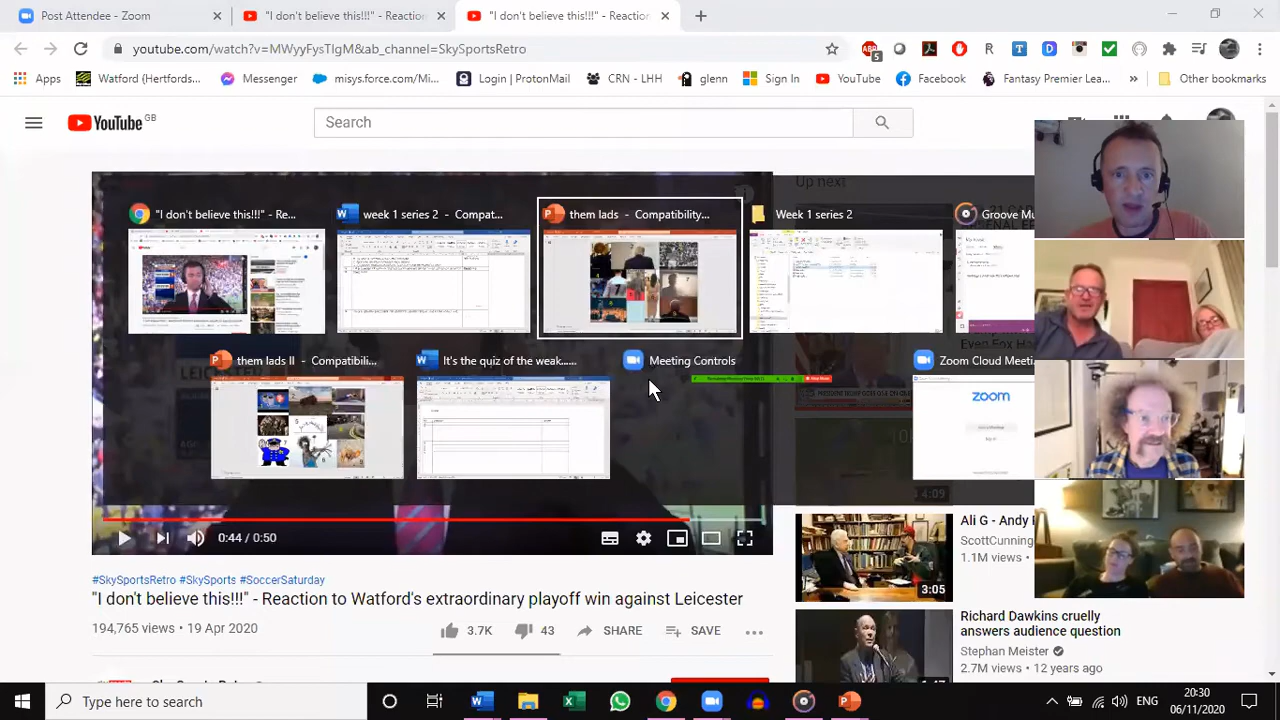 Post Attendee - Zoom
"I don't believe this!!!" - Reaction
"I don't believe this!!!" - Reaction
youtube.com/watch?v=MWyyFysTIgM&ab_channel=SkySportsRetro
5
Apps
Watford (Hertfords...
Messenger
misys.force.com/Mi...
Login | ProtonMail
CRN - LHH
glenn
Sign In
YouTube
Facebook
Fantasy Premier Lea...
»
Other bookmarks
YouTube GB
Search
Up next
"I don't believe this!!!" - Re...
week 1 series 2 - Compat...
them lads - Compatibility...
Week 1 series 2
Groove Mu
them lads II - Compatibili...
It's the quiz of the weak.....
Meeting Controls
Zoom Cloud Meeti
zoom
Even Fox Ha
4:09
0:44 / 0:50
Ali G - Andy
ScottCunning
1.1M views •
3:05
#SkySportsRetro #SkySports #SoccerSaturday
"I don't believe this!!!" - Reaction to Watford's extraordinary playoff win against Leicester
194,765 views • 19 Apr 2020
3.7K
43
SHARE
SAVE
Richard Dawkins cruelly
answers audience question
Stephan Meister
2.7M views • 12 years ago
Type here to search
ENG
20:30
06/11/2020